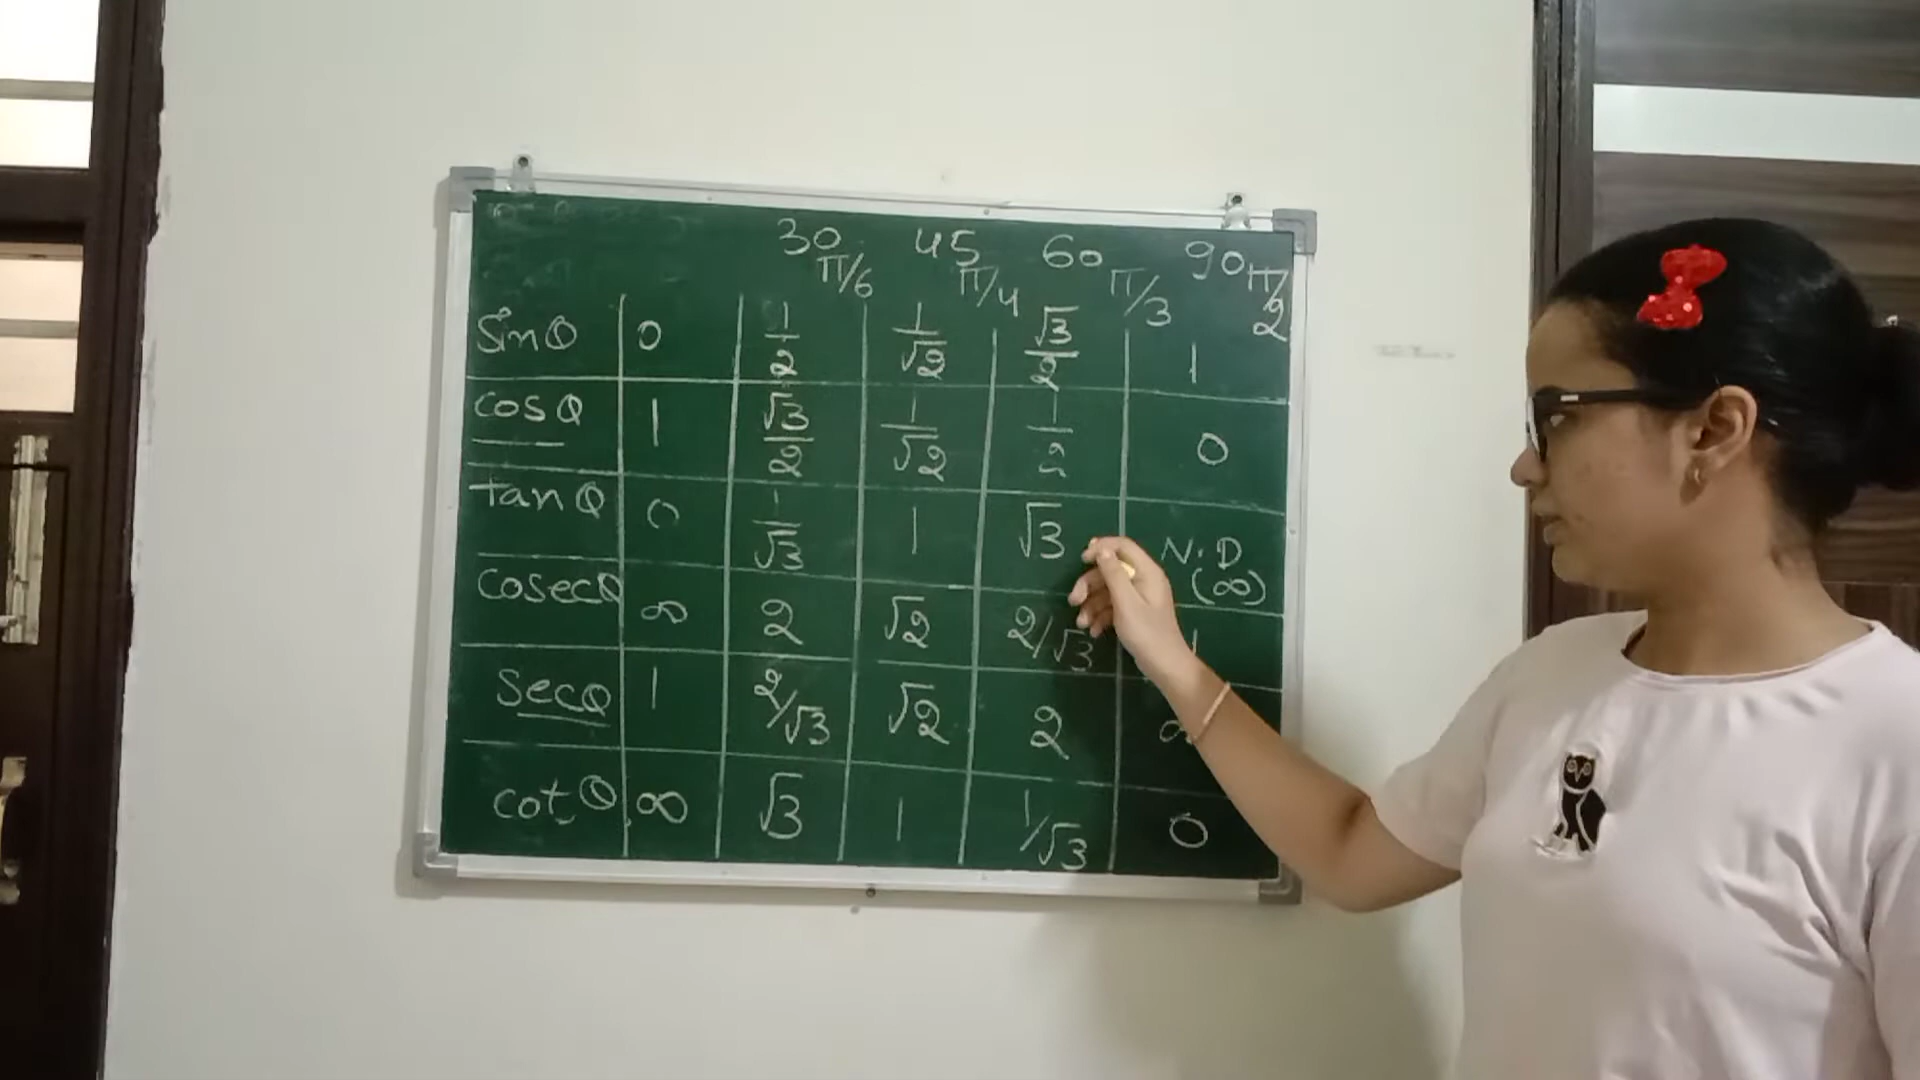 30 π/6 45 π/4 60 π/3 90 π/2
sinθ 0 1/2 1/√2 √3/2 1
cosθ 1 √3/2 1/√2 1/2 0
tanθ 0 1/√3 1 √3 N.D (∞)
cosecθ ∞ 2 √2 2/√3 1
secθ 1 2/√3 √2 2
cotθ ∞ √3 1 1/√3 0